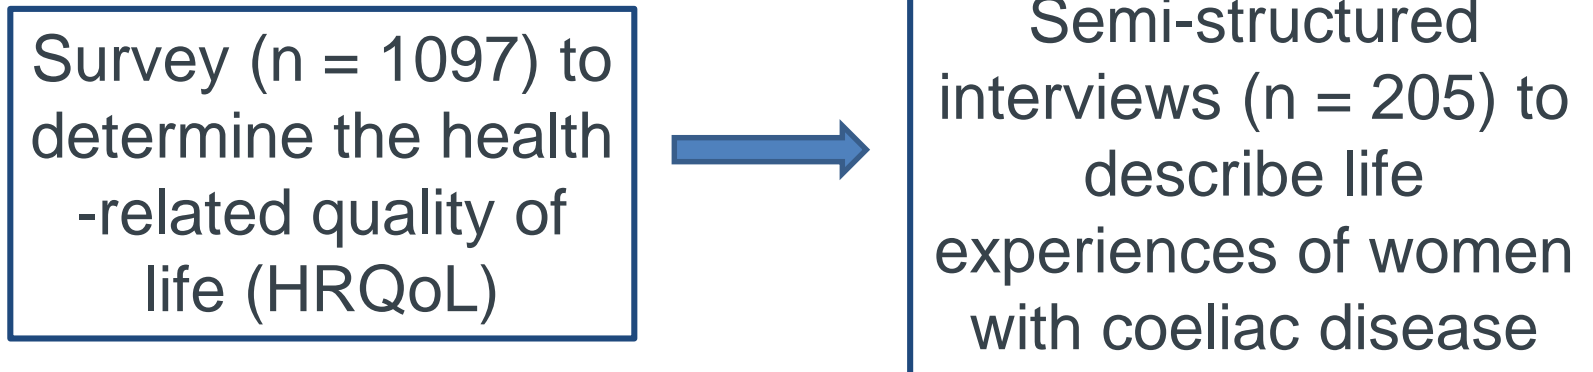 Survey (n = 1097) to
determine the health
-related quality of
life (HRQoL)
Semi-structured
interviews (n = 205) to
describe life
experiences of women
with coeliac disease